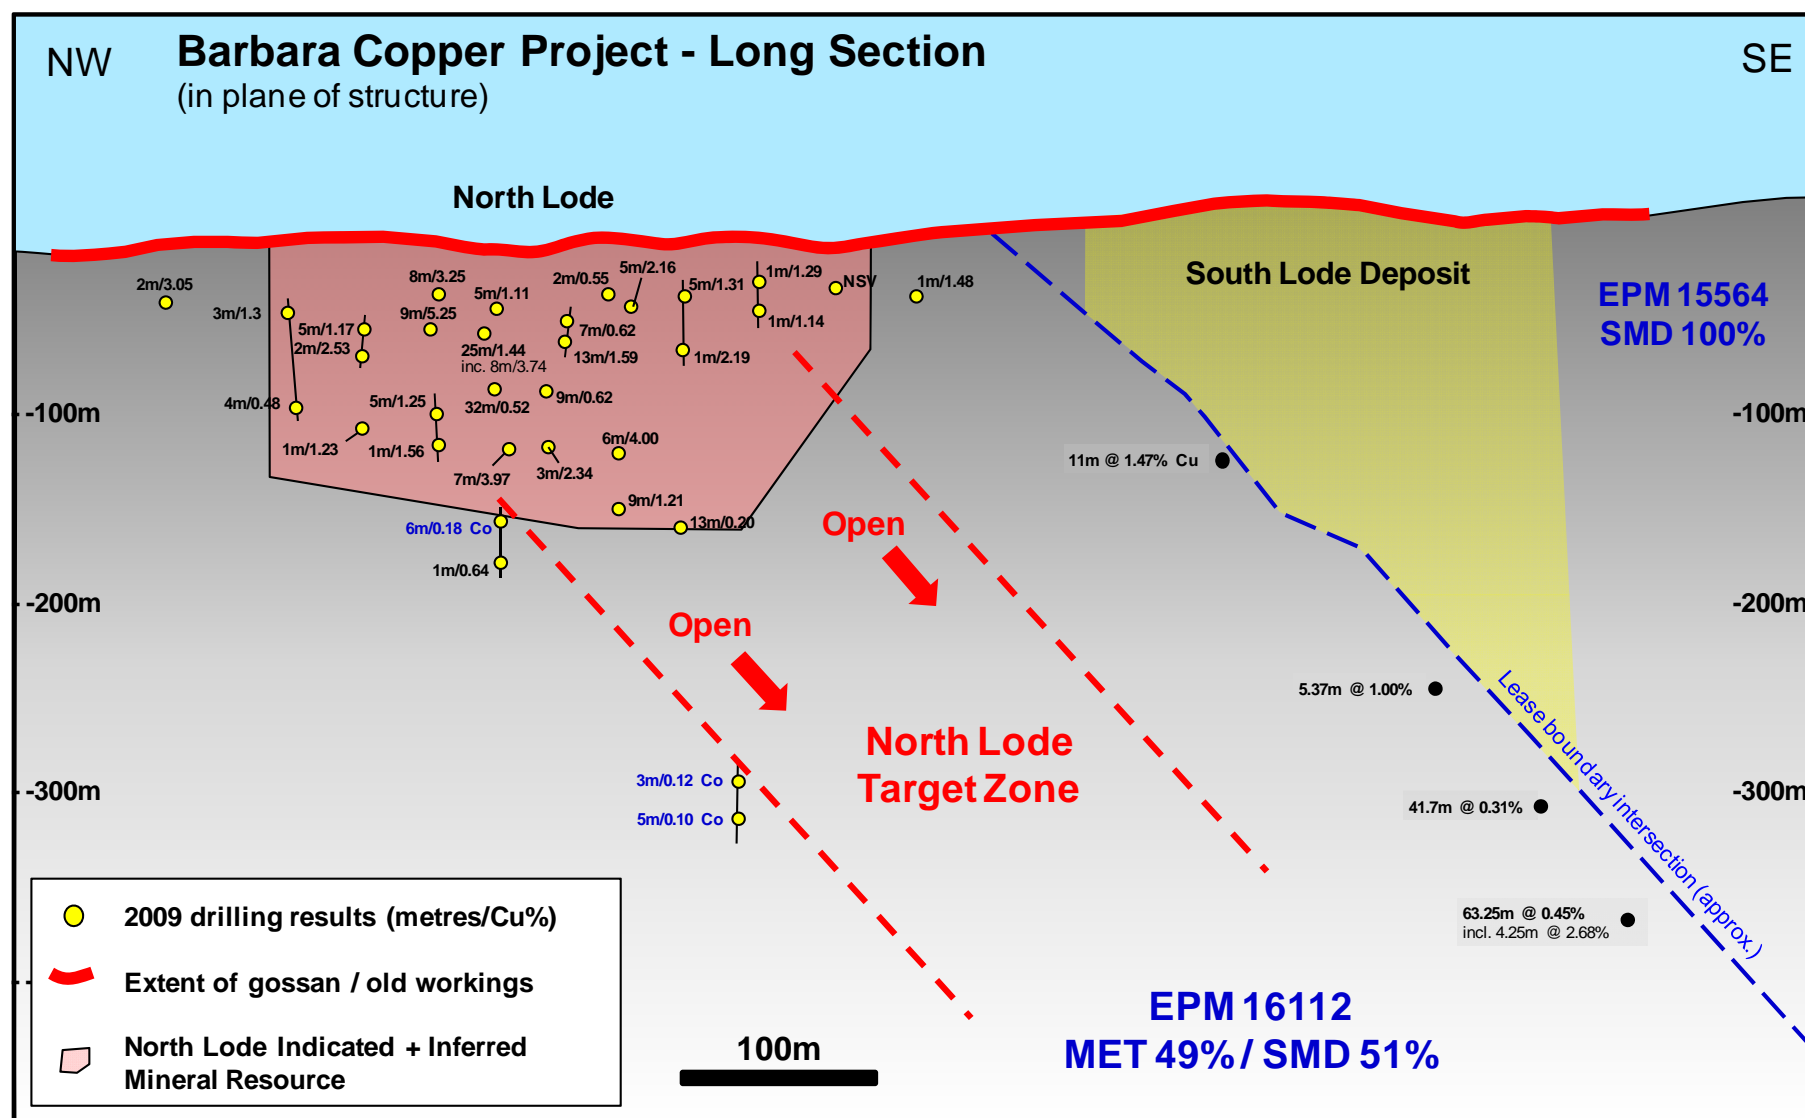 NW
Barbara Copper Project - Long Section
(in plane of structure)
SE
North Lode
South Lode Deposit
EPM 15564
SMD 100%
2m/3.05
3m/1.3
5m/1.17
2m/2.53
8m/3.25
9m/5.25
5m/1.11
25m/1.44
inc. 8m/3.74
2m/0.55
5m/2.16
7m/0.62
13m/1.59
5m/1.31
1m/2.19
1m/1.29
1m/1.14
NSV
1m/1.48
4m/0.48
1m/1.23
5m/1.25
1m/1.56
32m/0.52
9m/0.62
7m/3.97
3m/2.34
6m/4.00
9m/1.21
13m/0.20
6m/0.18 Co
1m/0.64
-100m
-100m
11m @ 1.47% Cu
Open
Open
-200m
-200m
5.37m @ 1.00%
North Lode
Target Zone
3m/0.12 Co
5m/0.10 Co
-300m
-300m
41.7m @ 0.31%
Lease boundary intersection (approx.)
63.25m @ 0.45%
incl. 4.25m @ 2.68%
2009 drilling results (metres/Cu%)
Extent of gossan / old workings
North Lode Indicated + Inferred
Mineral Resource
100m
EPM 16112
MET 49% / SMD 51%